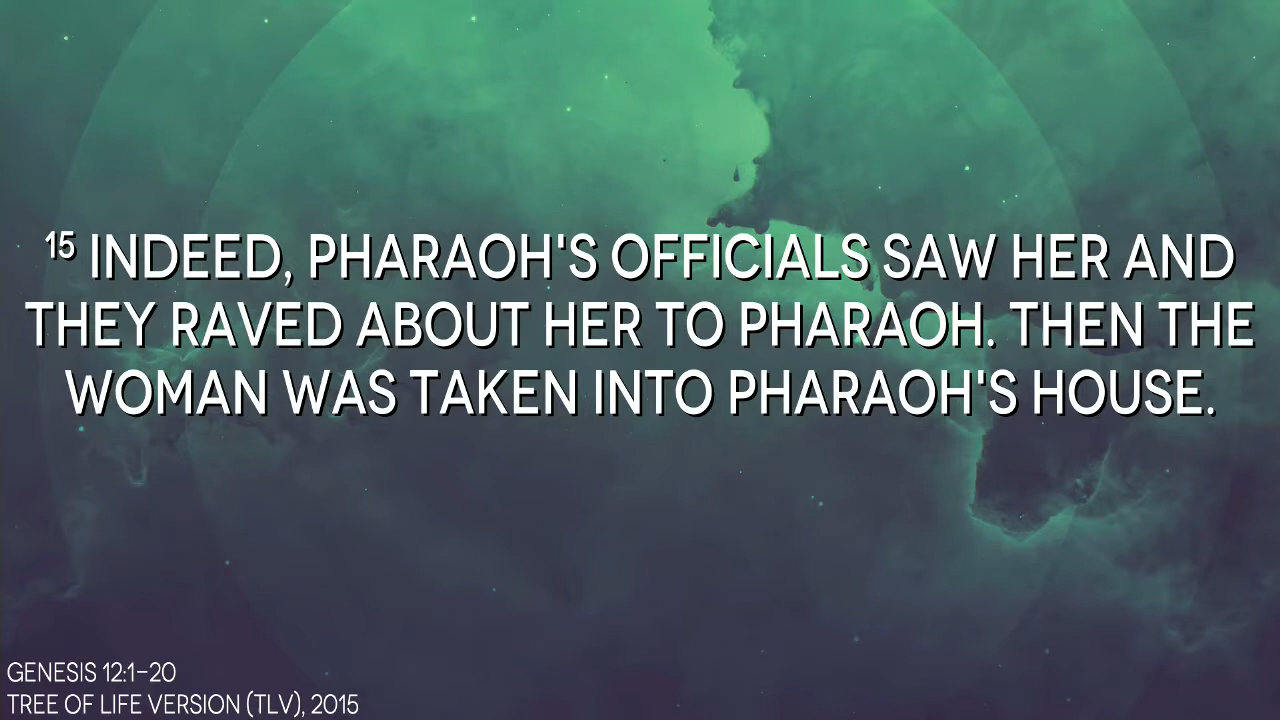 ¹⁵ INDEED, PHARAOH'S OFFICIALS SAW HER AND
THEY RAVED ABOUT HER TO PHARAOH. THEN THE
WOMAN WAS TAKEN INTO PHARAOH'S HOUSE.
GENESIS 12:1-20
TREE OF LIFE VERSION (TLV), 2015